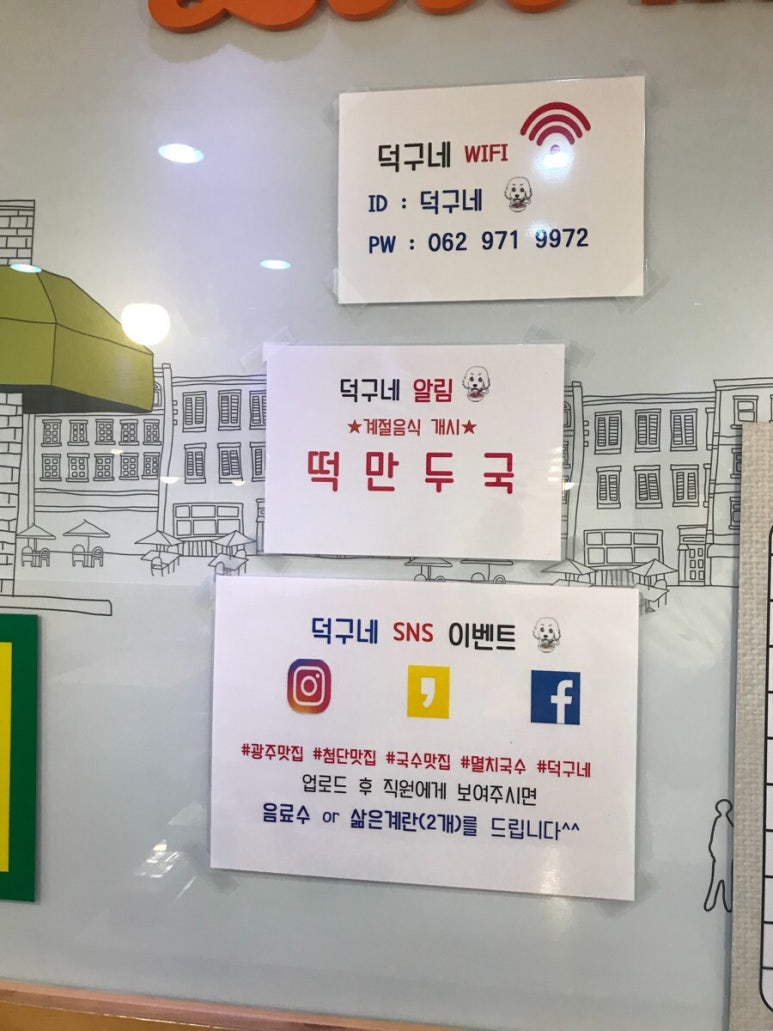 덕구네 WIFI
ID : 덕구네
PW : 062 971 9972
덕구네 알림
★계절음식 개시★
떡만두국
덕구네 SNS 이벤트
#광주맛집 #첨단맛집 #국수맛집 #멸치국수 #덕구네
업로드 후 직원에게 보여주시면
음료수 or 삶은계란(2개)를 드립니다^^